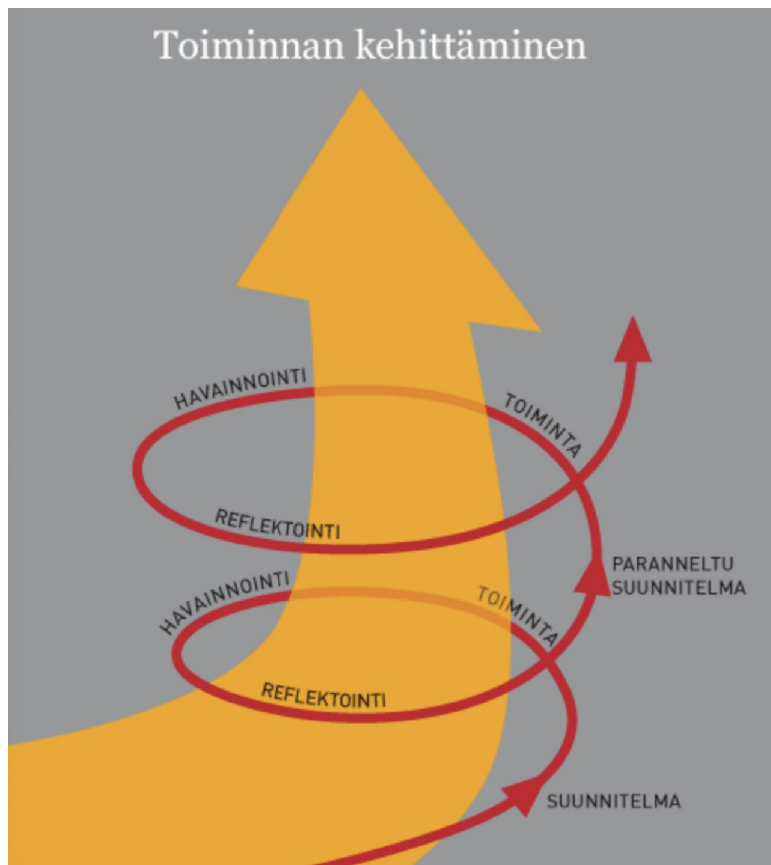 Toiminnan kehittäminen
HAVAINNOINTI
TOIMINTA
REFLEKTOINTI
PARANNELTU
SUUNNITELMA
HAVAINNOINTI
TOIMINTA
REFLEKTOINTI
SUUNNITELMA